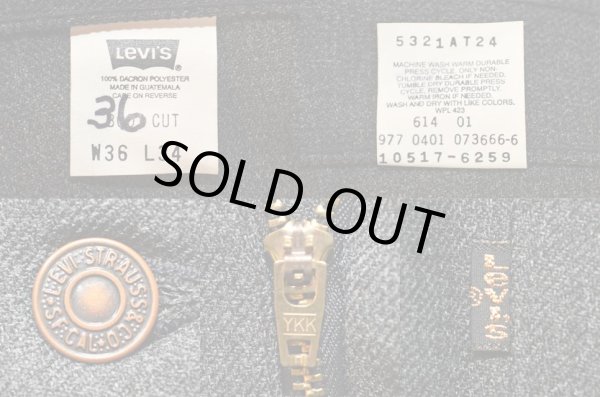 Levi's
100% DACRON POLYESTER
MADE IN GUATEMALA
CARE ON REVERSE
36
CUT
W36 L34
5321AT24
MACHINE WASH WARM DURABLE
PRESS CYCLE. ONLY NON-
CHLORINE BLEACH IF NEEDED.
TUMBLE DRY DURABLE PRESS
CYCLE, REMOVE PROMPTLY,
WARM IRON IF NEEDED.
WASH AND DRY WITH LIKE COLORS.
WPL 423
614 01
977 0401 073666-6
10517-6259
SOLD OUT
LEVI STRAUSS & CO. S.F. CAL.
YKK
LEVI'S